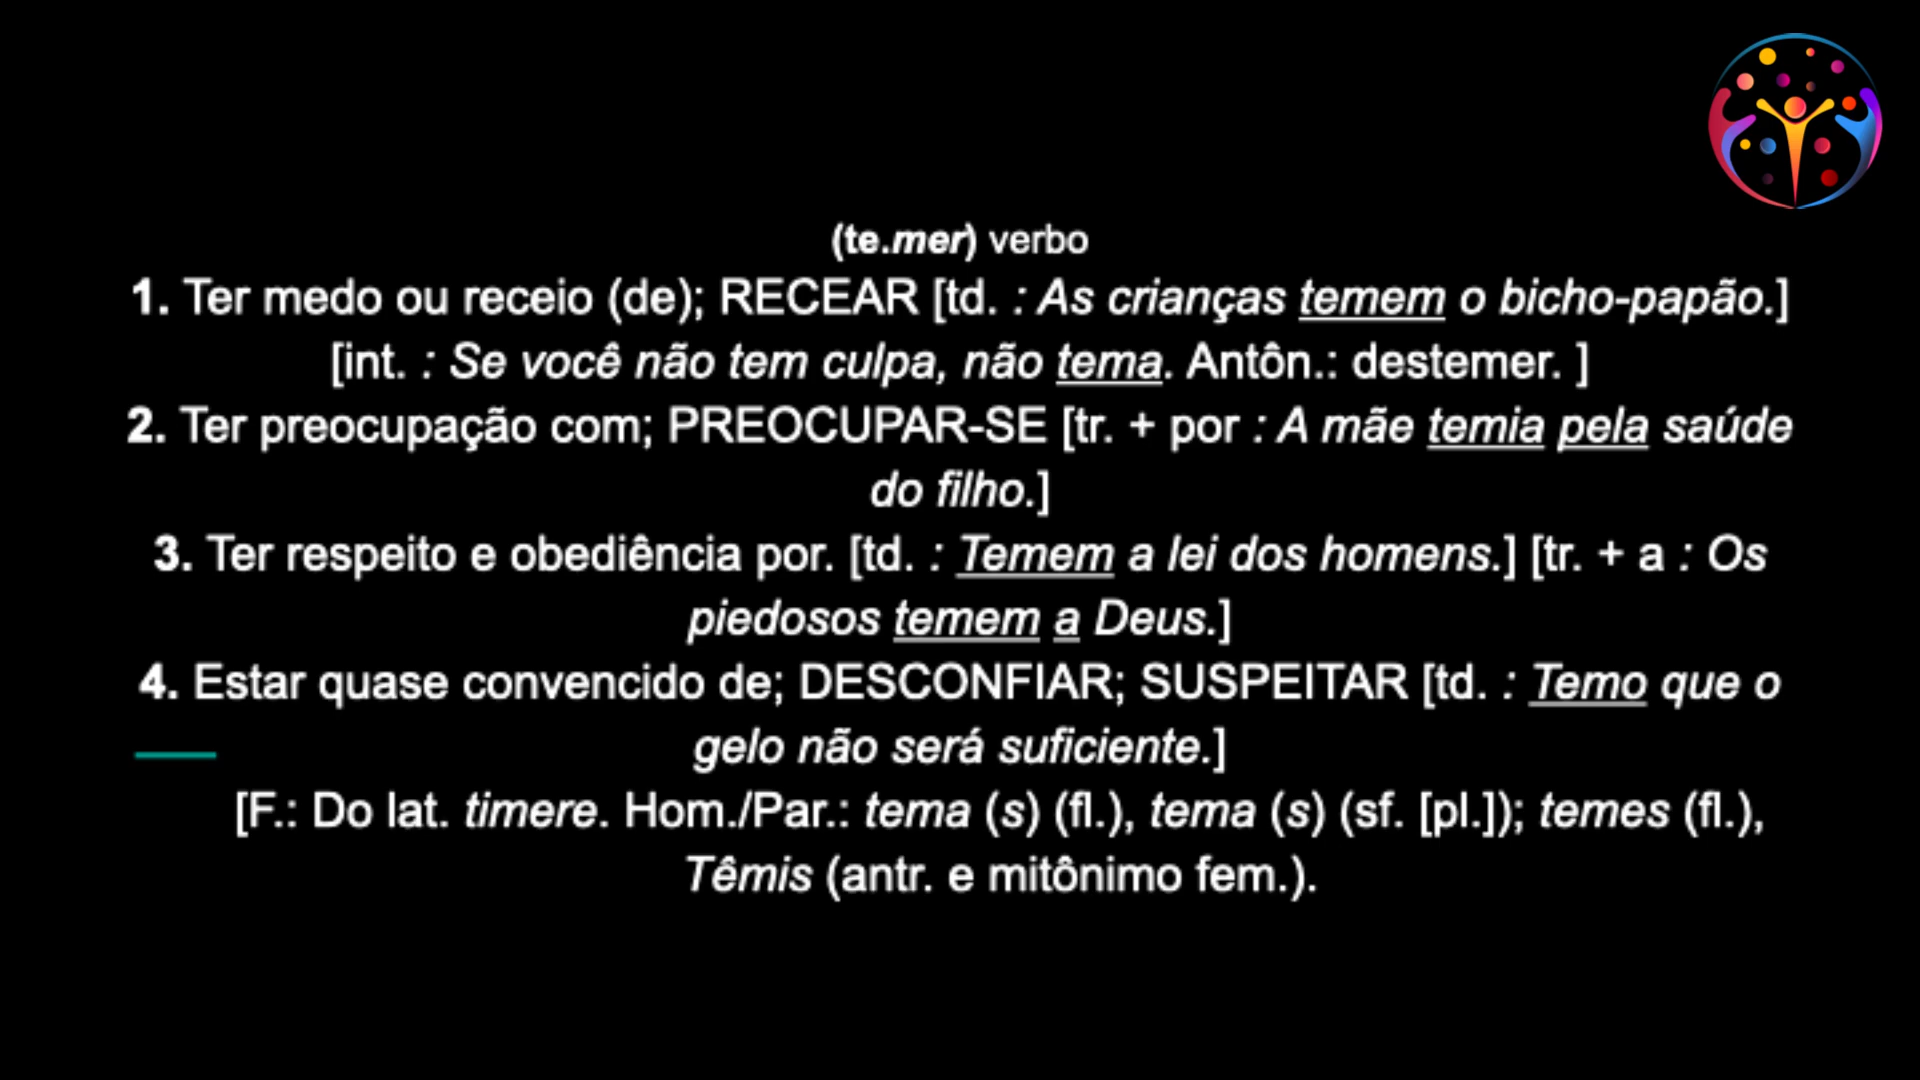 (te.mer) verbo
1. Ter medo ou receio (de); RECEAR [td. : As crianças temem o bicho-papão.]
[int. : Se você não tem culpa, não tema. Antôn.: destemer. ]
2. Ter preocupação com; PREOCUPAR-SE [tr. + por : A mãe temia pela saúde
do filho.]
3. Ter respeito e obediência por. [td. : Temem a lei dos homens.] [tr. + a : Os
piedosos temem a Deus.]
4. Estar quase convencido de; DESCONFIAR; SUSPEITAR [td. : Temo que o
gelo não será suficiente.]
[F.: Do lat. timere. Hom./Par.: tema (s) (fl.), tema (s) (sf. [pl.]); temes (fl.),
Têmis (antr. e mitônimo fem.).